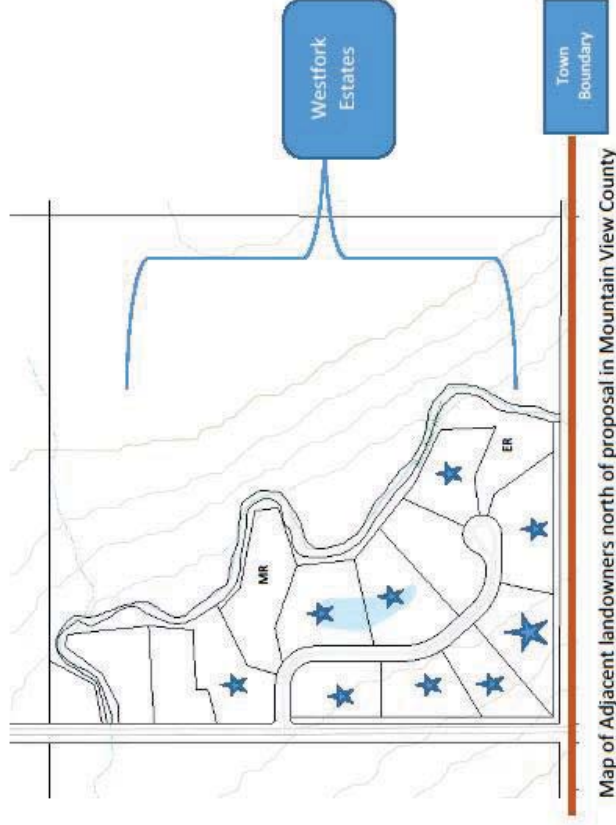 Westfork
Estates
Town
Boundary
MR
ER
Map of Adjacent landowners north of proposal in Mountain View County